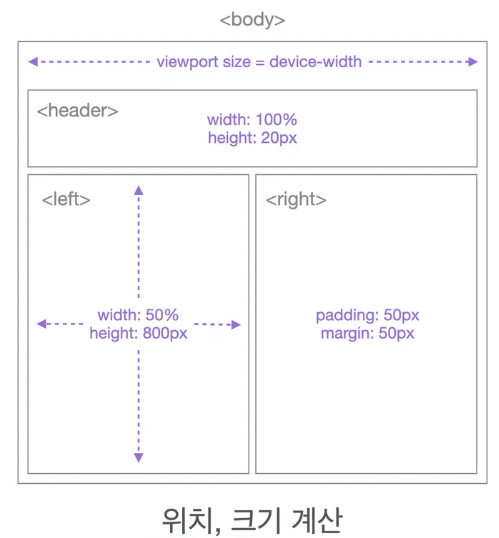 <body>
viewport size = device-width
<header>
width: 100%
height: 20px
<left>
width: 50%
height: 800px
<right>
padding: 50px
margin: 50px
위치, 크기 계산